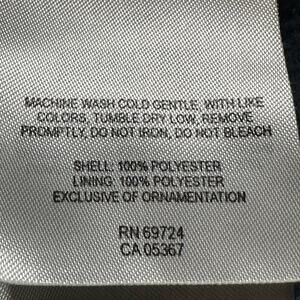 MACHINE WASH COLD GENTLE, WITH LIKE
COLORS, TUMBLE DRY LOW, REMOVE
PROMPTLY, DO NOT IRON, DO NOT BLEACH
SHELL: 100% POLYESTER
LINING: 100% POLYESTER
EXCLUSIVE OF ORNAMENTATION
RN 69724
CA 05367